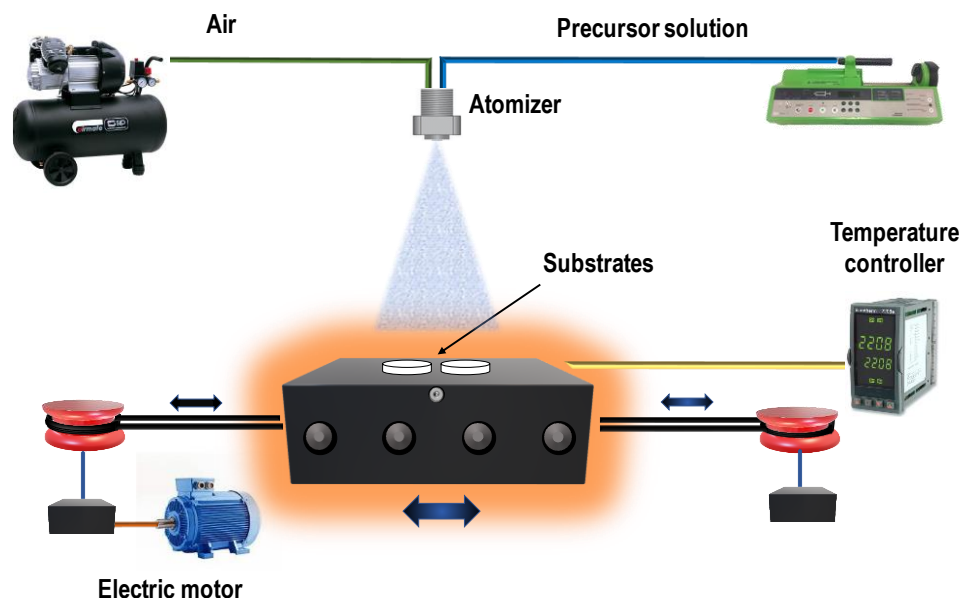 Air
Precursor solution
Atomizer
Substrates
Temperature
controller
2208
2208
Electric motor